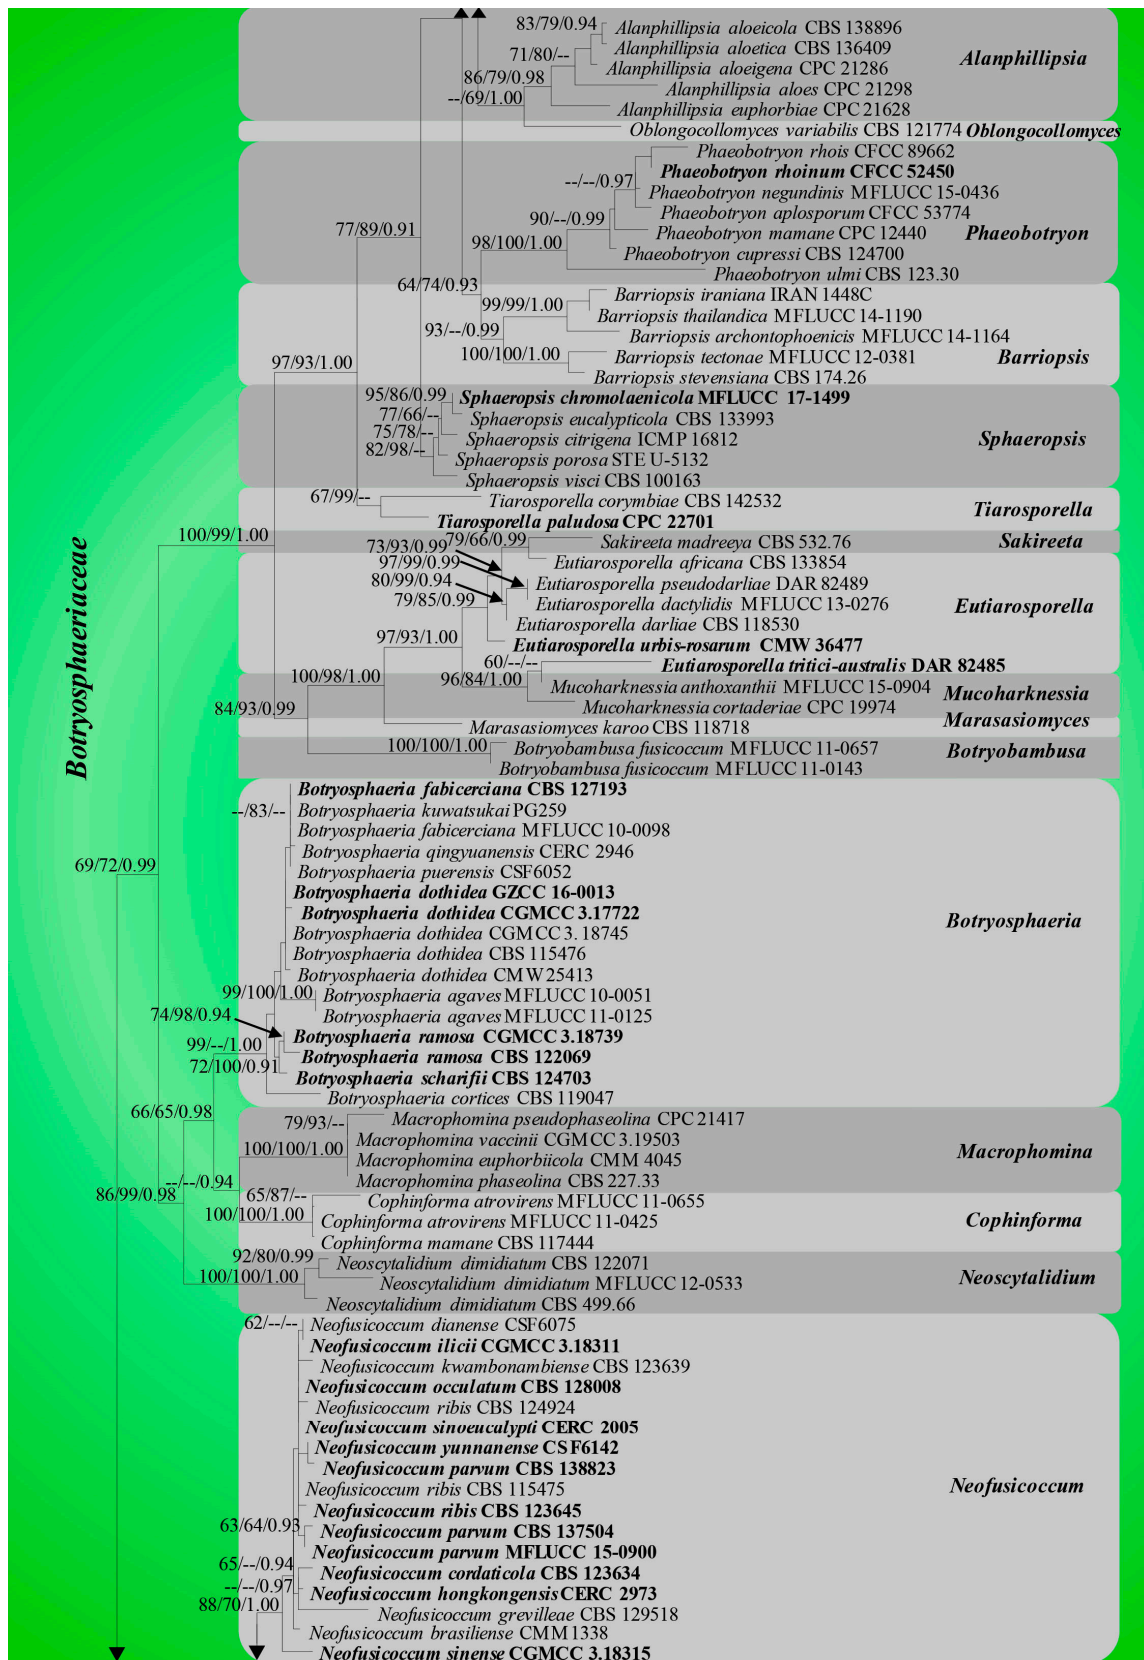 83/79/0.94
Alanphillipsia aloeicola CBS 138896
Alanphillipsia aloetica CBS 136409
71/80/--
Alanphillipsia aloeigena CPC 21286
Alanphillipsia
86/79/0.98
Alanphillipsia aloes CPC 21298
--/69/1.00
Alanphillipsia euphorbiae CPC 21628
Oblongocollomyces variabilis CBS 121774
Oblongocollomyces
Phaeobotryon rhois CFCC 89662
Phaeobotryon rhoinum CFCC 52450
--/--/0.97
Phaeobotryon negundinis MFLUCC 15-0436
Phaeobotryon aplosporum CFCC 53774
90/--/0.99
Phaeobotryon mamane CPC 12440
Phaeobotryon
77/89/0.91
98/100/1.00
Phaeobotryon cupressi CBS 124700
Phaeobotryon ulmi CBS 123.30
64/74/0.93
Barriopsis iraniana IRAN 1448C
99/99/1.00
Barriopsis thailandica MFLUCC 14-1190
93/--/0.99
Barriopsis archontophoenicis MFLUCC 14-1164
100/100/1.00
Barriopsis tectonae MFLUCC 12-0381
Barriopsis
97/93/1.00
Barriopsis stevensiana CBS 174.26
95/86/0.99
Sphaeropsis chromolaenicola MFLUCC 17-1499
77/66/--
Sphaeropsis eucalypticola CBS 133993
75/78/--
Sphaeropsis citrigena ICMP 16812
Sphaeropsis
82/98/--
Sphaeropsis porosa STE U-5132
Sphaeropsis visci CBS 100163
67/99/--
Tiarosporella corymbiae CBS 142532
Tiarosporella
Tiarosporella paludosa CPC 22701
100/99/1.00
79/66/0.99
Sakireeta madreeya CBS 532.76
Sakireeta
73/93/0.99
Eutiarosporella africana CBS 133854
97/99/0.99
80/99/0.94
Eutiarosporella pseudodarliae DAR 82489
79/85/0.99
Eutiarosporella dactylidis MFLUCC 13-0276
Eutiarosporella
Eutiarosporella darliae CBS 118530
97/93/1.00
Eutiarosporella urbis-rosarum CMW 36477
60/--/--
Eutiarosporella tritici-australis DAR 82485
100/98/1.00
96/84/1.00
Mucoharknessia anthoxanthii MFLUCC 15-0904
Mucoharknessia
84/93/0.99
Mucoharknessia cortaderiae CPC 19974
Marasasiomyces karoo CBS 118718
Marasasiomyces
100/100/1.00
Botryobambusa fusicoccum MFLUCC 11-0657
Botryobambusa
Botryobambusa fusicoccum MFLUCC 11-0143
Botryosphaeriaceae
Botryosphaeria fabicerciana CBS 127193
--/83/--
Botryosphaeria kuwatsukai PG259
Botryosphaeria fabicerciana MFLUCC 10-0098
Botryosphaeria qingyuanensis CERC 2946
69/72/0.99
Botryosphaeria puerensis CSF6052
Botryosphaeria dothidea GZCC 16-0013
Botryosphaeria dothidea CGMCC 3.17722
Botryosphaeria
Botryosphaeria dothidea CGMCC 3. 18745
Botryosphaeria dothidea CBS 115476
Botryosphaeria dothidea CMW25413
99/100/1.00
Botryosphaeria agaves MFLUCC 10-0051
74/98/0.94
Botryosphaeria agaves MFLUCC 11-0125
Botryosphaeria ramosa CGMCC 3.18739
99/--/1.00
Botryosphaeria ramosa CBS 122069
72/100/0.91
Botryosphaeria scharifii CBS 124703
Botryosphaeria cortices CBS 119047
66/65/0.98
79/93/--
Macrophomina pseudophaseolina CPC 21417
Macrophomina vaccinii CGMCC 3.19503
100/100/1.00
Macrophomina euphorbiicola CMM 4045
Macrophomina
--/--/0.94
Macrophomina phaseolina CBS 227.33
86/99/0.98
65/87/--
Cophinforma atrovirens MFLUCC 11-0655
100/100/1.00
Cophinforma atrovirens MFLUCC 11-0425
Cophinforma
Cophinforma mamane CBS 117444
92/80/0.99
Neoscytalidium dimidiatum CBS 122071
100/100/1.00
Neoscytalidium dimidiatum MFLUCC 12-0533
Neoscytalidium
Neoscytalidium dimidiatum CBS 499.66
62/--/--
Neofusicoccum dianense CSF6075
Neofusicoccum ilicii CGMCC 3.18311
Neofusicoccum kwambonambiense CBS 123639
Neofusicoccum occulatum CBS 128008
Neofusicoccum ribis CBS 124924
Neofusicoccum sinoeucalypti CERC 2005
Neofusicoccum yunnanense CSF6142
Neofusicoccum parvum CBS 138823
Neofusicoccum ribis CBS 115475
Neofusicoccum
Neofusicoccum ribis CBS 123645
63/64/0.93
Neofusicoccum parvum CBS 137504
Neofusicoccum parvum MFLUCC 15-0900
65/--/0.94
Neofusicoccum cordaticola CBS 123634
--/--/0.97
Neofusicoccum hongkongensis CERC 2973
88/70/1.00
Neofusicoccum grevilleae CBS 129518
Neofusicoccum brasiliense CMM1338
Neofusicoccum sinense CGMCC 3.18315